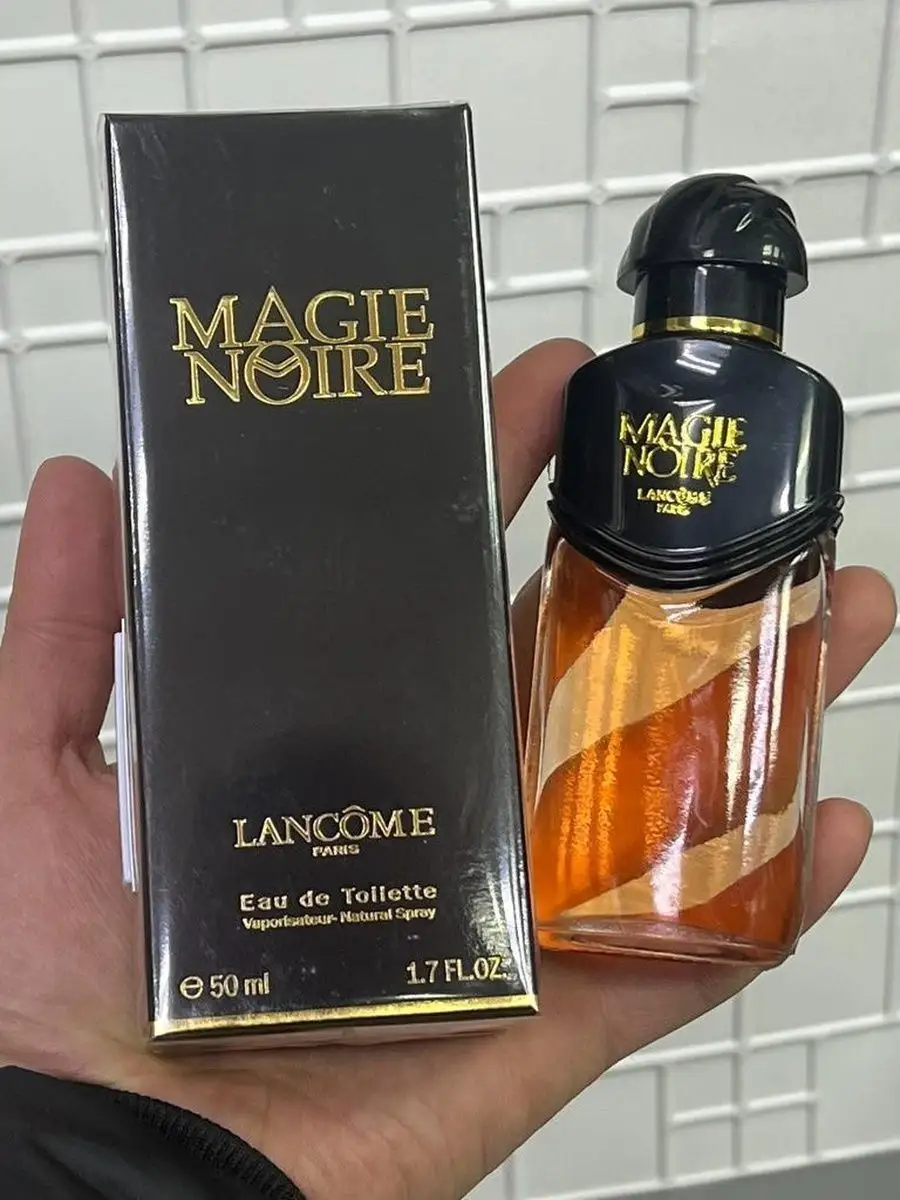 MAGIE
NOIRE
LANCÔME
PARIS
Eau de Toilette
Vaporisateur-Natural Spray
℮ 50 ml
1.7 FL.OZ.
MAGIE
NOIRE
LANCÔME
PARIS